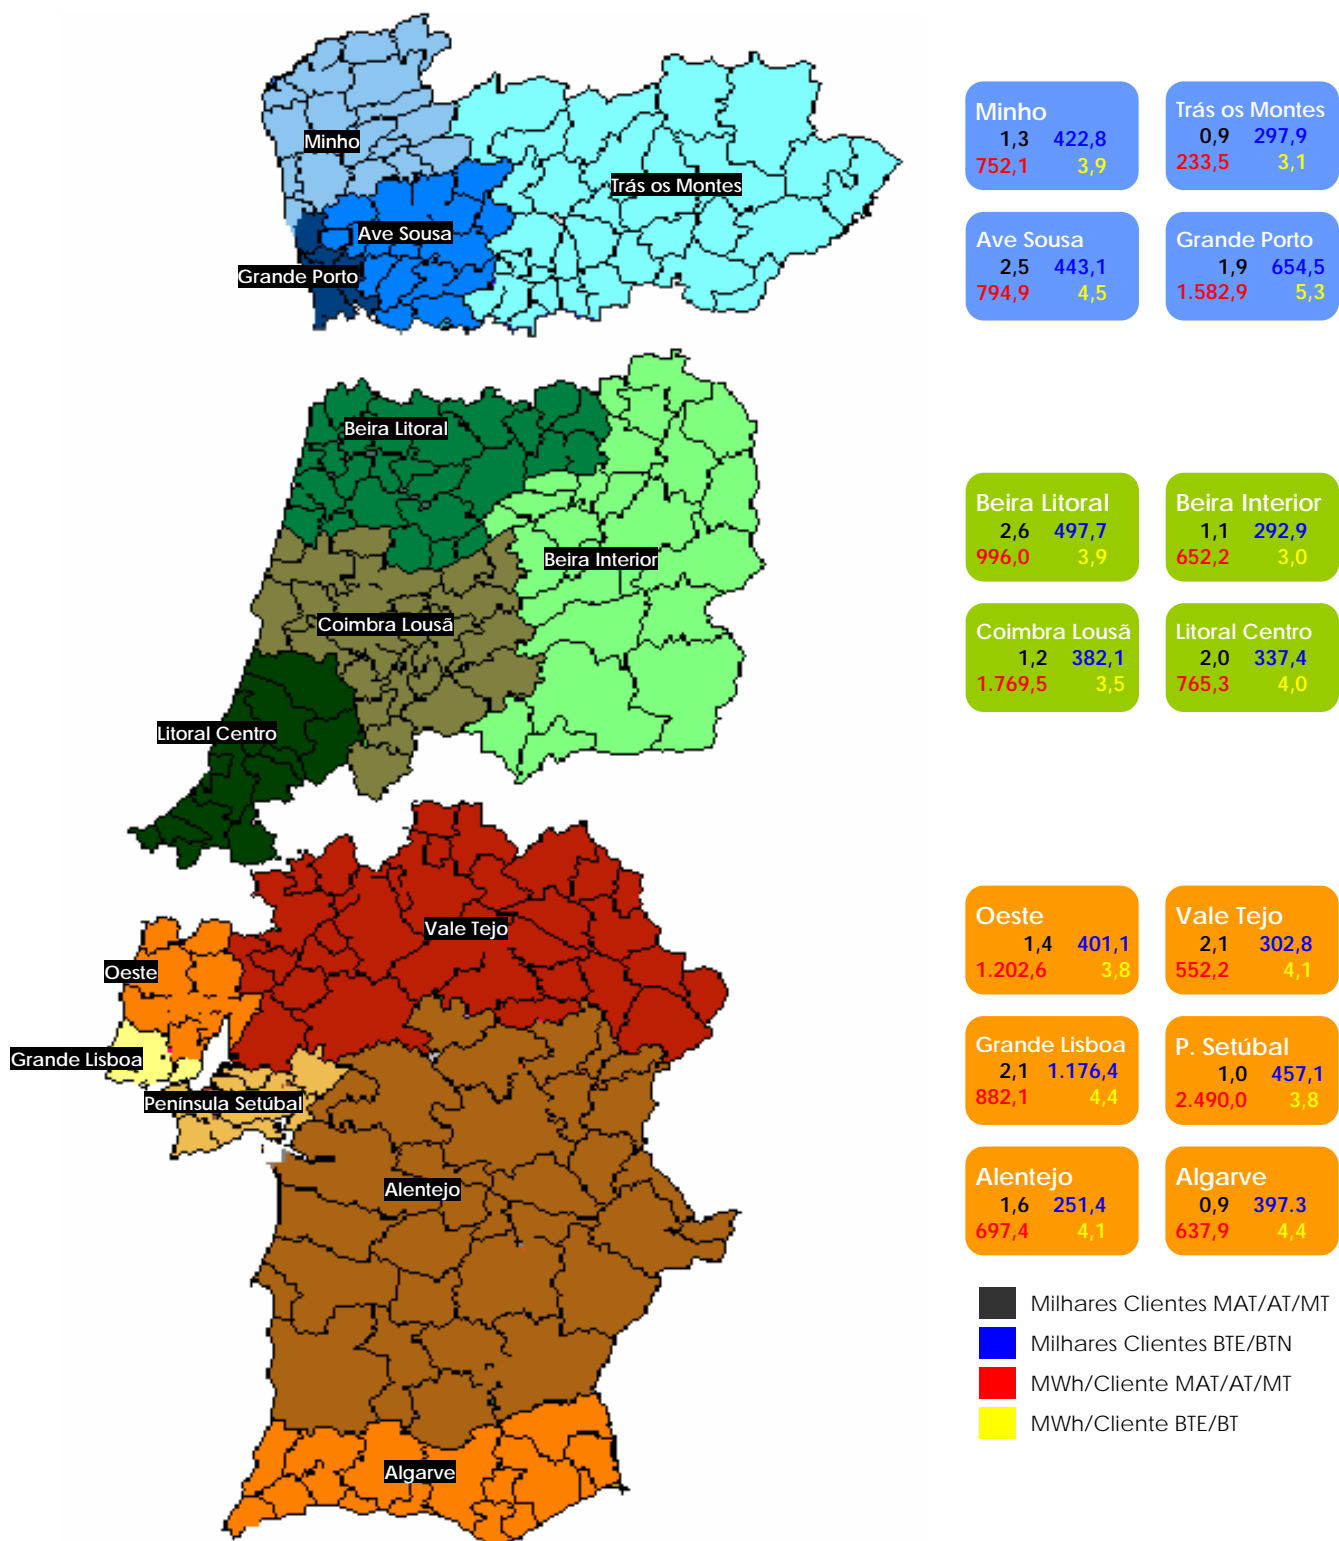 Minho
Trás os Montes
Ave Sousa
Grande Porto
Beira Litoral
Beira Interior
Coimbra Lousã
Litoral Centro
Vale Tejo
Oeste
Grande Lisboa
Península Setúbal
Alentejo
Algarve
Minho
1,3 422,8
752,1 3,9
Trás os Montes
0,9 297,9
233,5 3,1
Ave Sousa
2,5 443,1
794,9 4,5
Grande Porto
1,9 654,5
1.582,9 5,3
Beira Litoral
2,6 497,7
996,0 3,9
Beira Interior
1,1 292,9
652,2 3,0
Coimbra Lousã
1,2 382,1
1.769,5 3,5
Litoral Centro
2,0 337,4
765,3 4,0
Oeste
1,4 401,1
1.202,6 3,8
Vale Tejo
2,1 302,8
552,2 4,1
Grande Lisboa
2,1 1.176,4
882,1 4,4
P. Setúbal
1,0 457,1
2.490,0 3,8
Alentejo
1,6 251,4
697,4 4,1
Algarve
0,9 397.3
637,9 4,4
Milhares Clientes MAT/AT/MT
Milhares Clientes BTE/BTN
MWh/Cliente MAT/AT/MT
MWh/Cliente BTE/BT